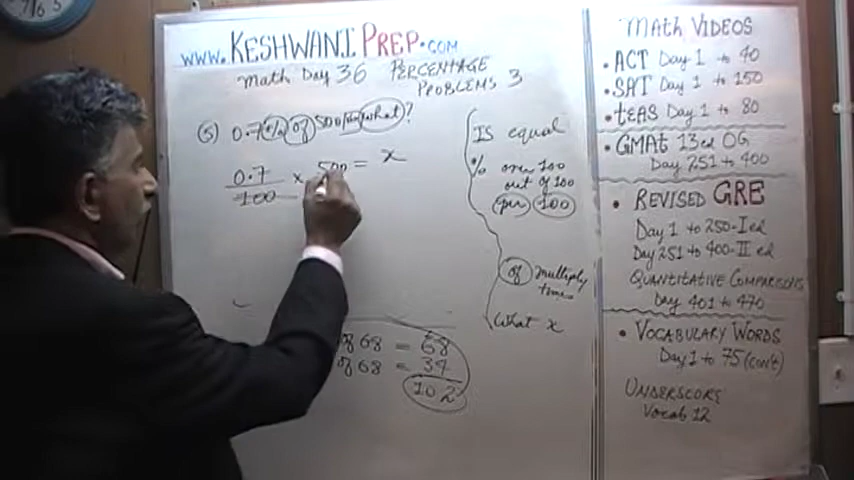 www.KESHWANI PREP.COM
Math Day 36 PERCENTAGE
PROBLEMS 3
5) 0.7% of 500 is what?
0.7
100
x 500 = x
of 68 = 68
of 68 = 34
102
IS equal
% over 100
out of 100
per 100
of multiply
times
What x
MATH VIDEOS
• ACT Day 1 to 40
• SAT Day 1 to 150
• tEAS Day 1 to 80
• GMAt 13ed OG
Day 251 to 400
• REVISED GRE
Day 1 to 250-I ed
Day 251 to 400-II ed
QUANTITATIVE COMPARISONS
Day 401 to 470
• VOCABULARY WORDS
Day 1 to 75 (con't)
UNDERSCORE
Vocab 12